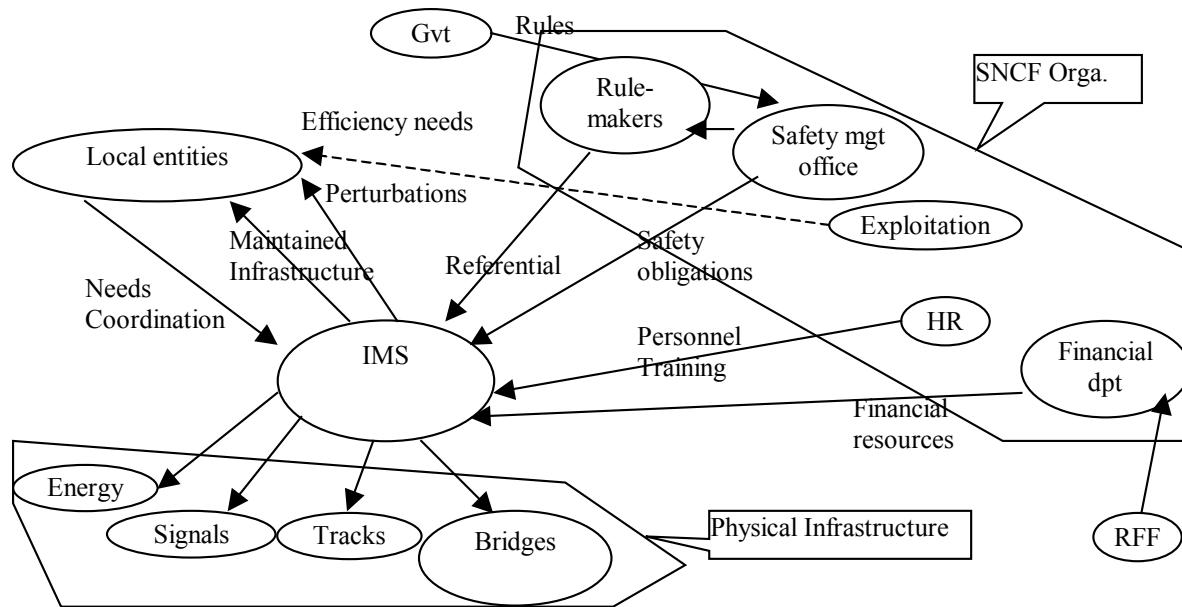 Gvt
Rules
SNCF Orga.
Rule-
makers
Safety mgt
office
Efficiency needs
Local entities
Perturbations
Exploitation
Maintained
Infrastructure
Referential
Safety
obligations
Needs
Coordination
HR
IMS
Personnel
Training
Financial
dpt
Financial
resources
Energy
Signals
Tracks
Bridges
Physical Infrastructure
RFF